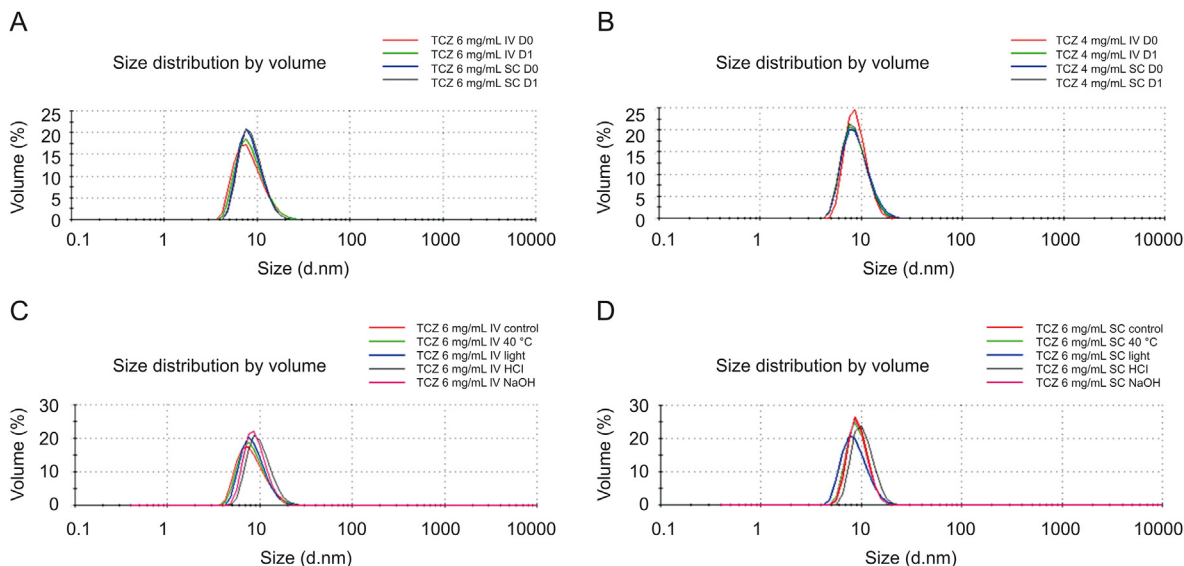 A
TCZ 6 mg/mL IV D0
TCZ 6 mg/mL IV D1
TCZ 6 mg/mL SC D0
TCZ 6 mg/mL SC D1
Size distribution by volume
Volume (%)
25
20
15
10
5
0
0.1
1
10
100
1000
10000
Size (d.nm)
B
TCZ 4 mg/mL IV D0
TCZ 4 mg/mL IV D1
TCZ 4 mg/mL SC D0
TCZ 4 mg/mL SC D1
Size distribution by volume
Volume (%)
25
20
15
10
5
0
0.1
1
10
100
1000
10000
Size (d.nm)
C
TCZ 6 mg/mL IV control
TCZ 6 mg/mL IV 40 °C
TCZ 6 mg/mL IV light
TCZ 6 mg/mL IV HCl
TCZ 6 mg/mL IV NaOH
Size distribution by volume
Volume (%)
30
20
10
0
0.1
1
10
100
1000
10000
Size (d.nm)
D
TCZ 6 mg/mL SC control
TCZ 6 mg/mL SC 40 °C
TCZ 6 mg/mL SC light
TCZ 6 mg/mL SC HCl
TCZ 6 mg/mL SC NaOH
Size distribution by volume
Volume (%)
30
20
10
0
0.1
1
10
100
1000
10000
Size (d.nm)